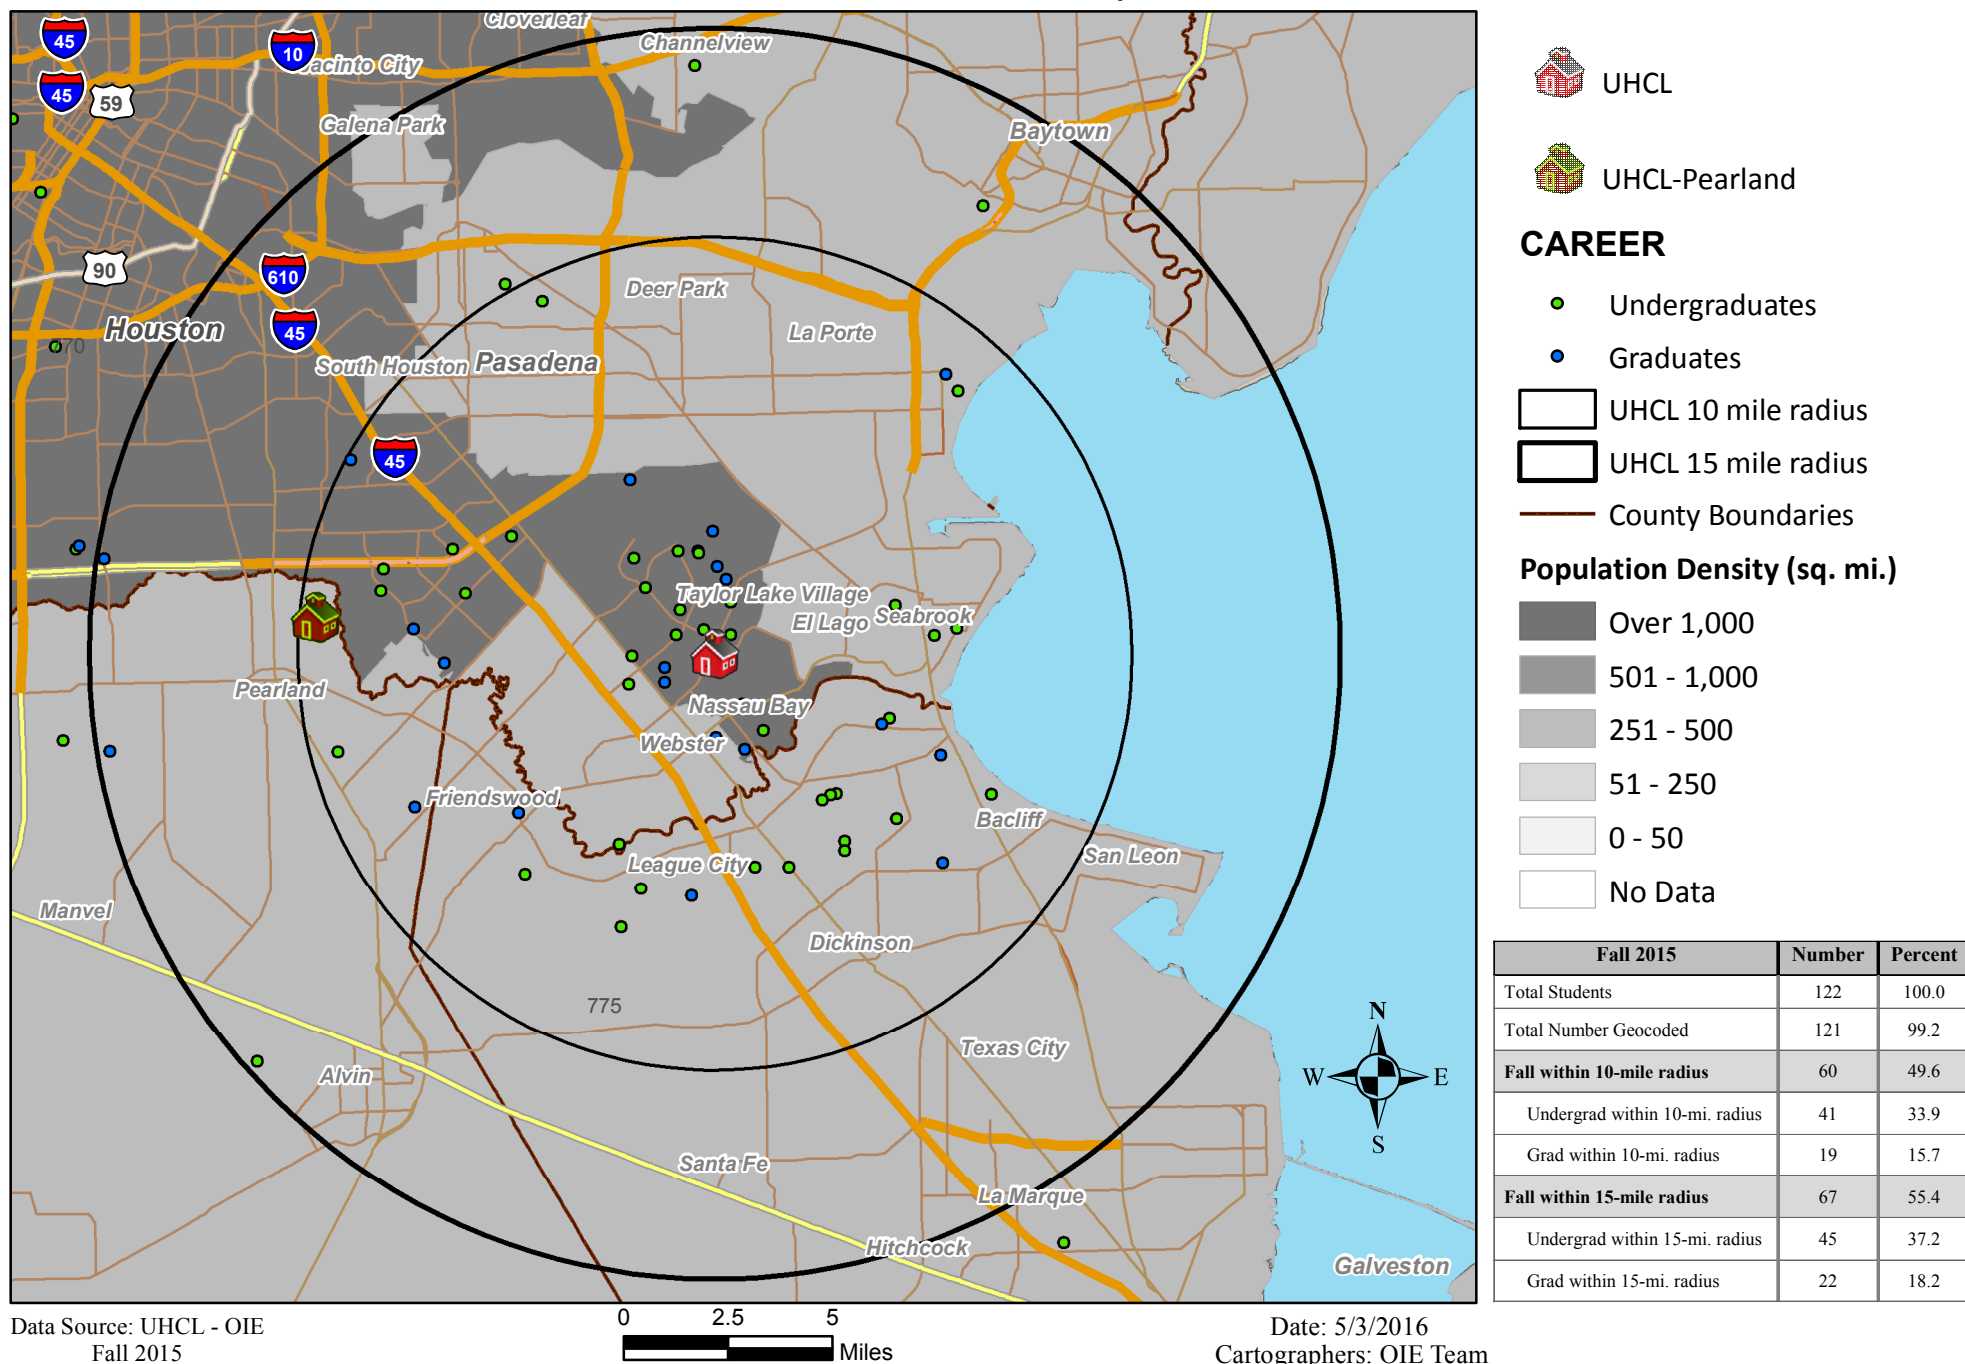 Cloverleaf
Channelview
45
10
Jacinto City
45
59
Galena Park
Baytown
90
610
Deer Park
Houston
45
La Porte
770
South Houston
Pasadena
45
Taylor Lake Village
El Lago
Seabrook
Pearland
Nassau Bay
Webster
Friendswood
Bacliff
League City
San Leon
Manvel
Dickinson
775
Texas City
Alvin
Santa Fe
La Marque
Hitchcock
Galveston
N
W
E
S
UHCL
UHCL-Pearland
CAREER
Undergraduates
Graduates
UHCL 10 mile radius
UHCL 15 mile radius
County Boundaries
Population Density (sq. mi.)
Over 1,000
501 - 1,000
251 - 500
51 - 250
0 - 50
No Data
Fall 2015 Number Percent
Total Students 122 100.0
Total Number Geocoded 121 99.2
Fall within 10-mile radius 60 49.6
Undergrad within 10-mi. radius 41 33.9
Grad within 10-mi. radius 19 15.7
Fall within 15-mile radius 67 55.4
Undergrad within 15-mi. radius 45 37.2
Grad within 15-mi. radius 22 18.2
Data Source: UHCL - OIE
Fall 2015
0 2.5 5
Miles
Date: 5/3/2016
Cartographers: OIE Team